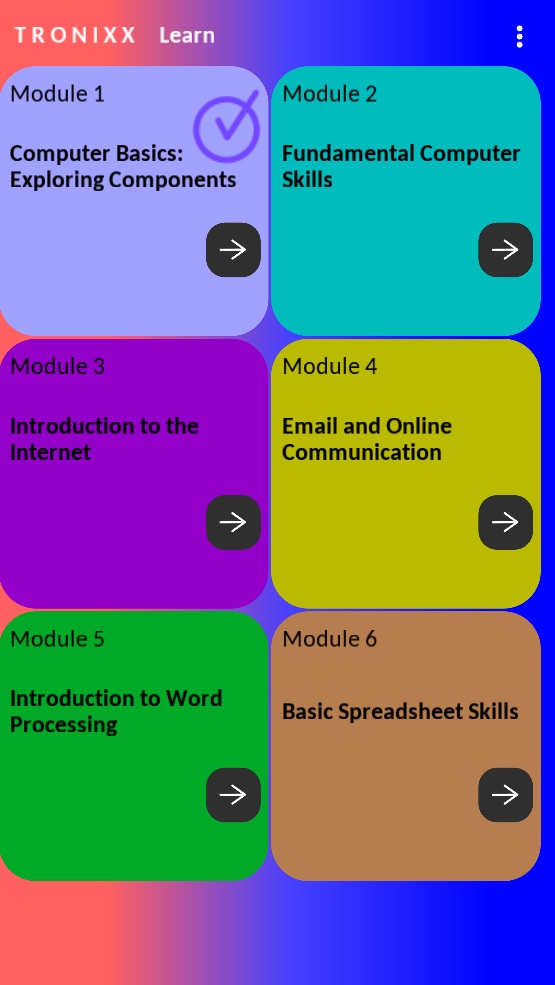 TRONIXX Learn
Module 1
Computer Basics:
Exploring Components
Module 2
Fundamental Computer
Skills
Module 3
Introduction to the
Internet
Module 4
Email and Online
Communication
Module 5
Introduction to Word
Processing
Module 6
Basic Spreadsheet Skills